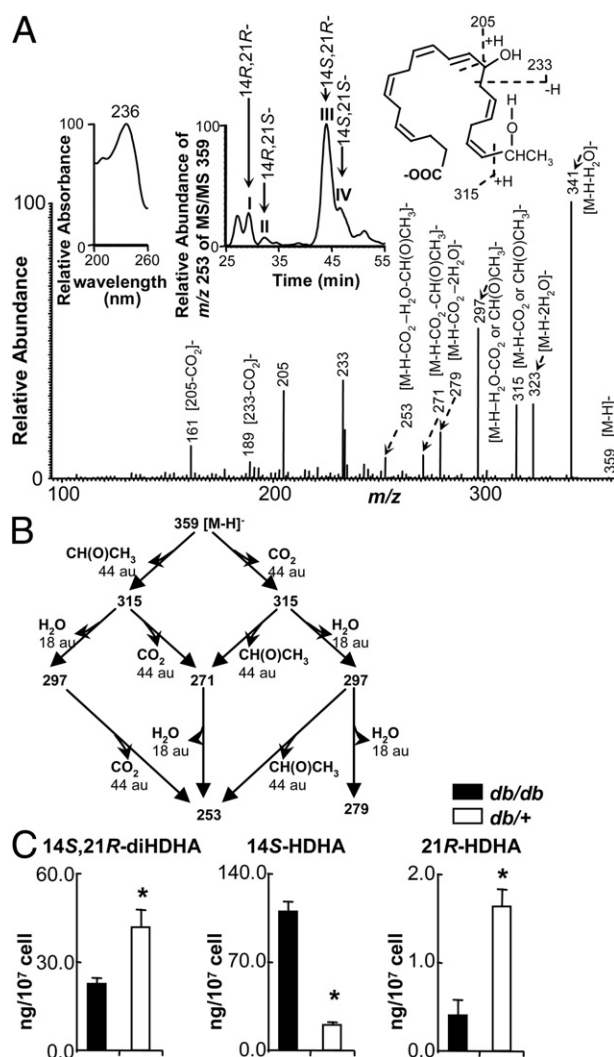 A
236
100
0
200
260
Relative Absorbance
wavelength
(nm)
Relative Abundance of
m/z 253 of MS/MS 359
100
0
25
35
45
55
Time (min)
14R,21R-
14R,21S-
14S,21R-
14S,21S-
I
II
III
IV
205
+H
OH
233
-H
H
O
CH3
-OOC
315
+H
Relative Abundance
100
0
100
200
300
m/z
161 [205-CO2]-
189 [233-CO2]-
205
233
253 [M-H-CO2-H2O-CH(O)CH3]-
271 [M-H-CO2-CH(O)CH3]-
279 [M-H-CO2-2H2O]-
297
[M-H-H2O-CO2 or CH(O)CH3]-
315 [M-H-CO2 or CH(O)CH3]-
323 [M-H-2H2O]-
341
[M-H-H2O]-
359 [M-H]-
B
359 [M-H]-
CH(O)CH3
44 au
CO2
44 au
315
315
H2O
18 au
CO2
44 au
CH(O)CH3
44 au
H2O
18 au
297
271
297
CO2
44 au
H2O
18 au
CH(O)CH3
44 au
H2O
18 au
253
279
db/db
db/+
C
14S,21R-diHDHA
14S-HDHA
21R-HDHA
ng/10^7 cell
60.0
30.0
0.0
*
ng/10^7 cell
140.0
70.0
0.0
*
ng/10^7 cell
2.0
1.0
0.0
*